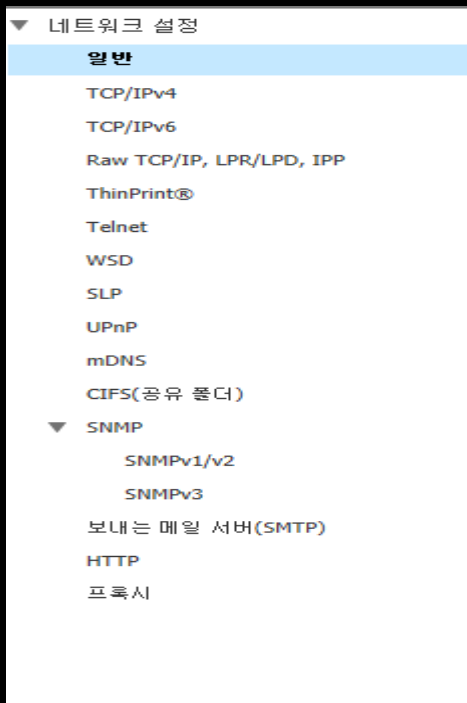 네트워크 설정
일반
TCP/IPv4
TCP/IPv6
Raw TCP/IP, LPR/LPD, IPP
ThinPrint®
Telnet
WSD
SLP
UPnP
mDNS
CIFS(공유 폴더)
SNMP
SNMPv1/v2
SNMPv3
보내는 메일 서버(SMTP)
HTTP
프록시